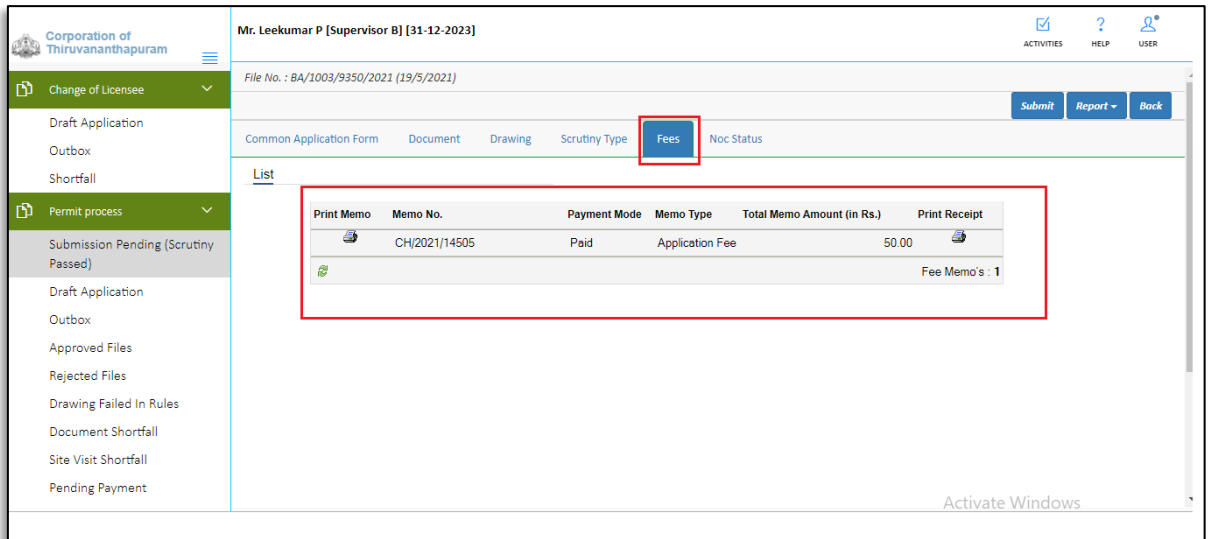 Corporation of
Thiruvananthapuram
Mr. Leekumar P [Supervisor B] [31-12-2023]
ACTIVITIES
?
HELP
USER
Change of Licensee
Draft Application
Outbox
Shortfall
Permit process
Submission Pending (Scrutiny
Passed)
Draft Application
Outbox
Approved Files
Rejected Files
Drawing Failed In Rules
Document Shortfall
Site Visit Shortfall
Pending Payment
File No. : BA/1003/9350/2021 (19/5/2021)
Submit Report Back
Common Application Form Document Drawing Scrutiny Type Fees Noc Status
List
Print Memo Memo No. Payment Mode Memo Type Total Memo Amount (in Rs.) Print Receipt
CH/2021/14505 Paid Application Fee 50.00
Fee Memo's : 1
Activate Windows